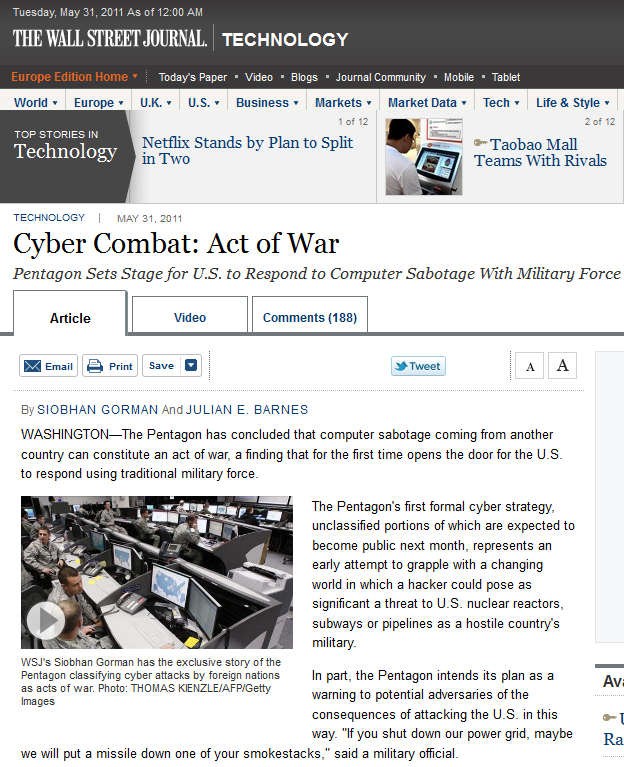 Tuesday, May 31, 2011 As of 12:00 AM
THE WALL STREET JOURNAL. TECHNOLOGY
Europe Edition Home Today's Paper Video Blogs Journal Community Mobile Tablet
World Europe U.K. U.S. Business Markets Market Data Tech Life & Style
TOP STORIES IN
Technology
1 of 12
Netflix Stands by Plan to Split
in Two
2 of 12
Taobao Mall
Teams With Rivals
TECHNOLOGY | MAY 31, 2011
Cyber Combat: Act of War
Pentagon Sets Stage for U.S. to Respond to Computer Sabotage With Military Force
Article Video Comments (188)
Email Print Save Tweet A A
By SIOBHAN GORMAN And JULIAN E. BARNES
WASHINGTON—The Pentagon has concluded that computer sabotage coming from another
country can constitute an act of war, a finding that for the first time opens the door for the U.S.
to respond using traditional military force.
WSJ's Siobhan Gorman has the exclusive story of the
Pentagon classifying cyber attacks by foreign nations
as acts of war. Photo: THOMAS KIENZLE/AFP/Getty
Images
The Pentagon's first formal cyber strategy,
unclassified portions of which are expected to
become public next month, represents an
early attempt to grapple with a changing
world in which a hacker could pose as
significant a threat to U.S. nuclear reactors,
subways or pipelines as a hostile country's
military.
In part, the Pentagon intends its plan as a
warning to potential adversaries of the
consequences of attacking the U.S. in this
way. "If you shut down our power grid, maybe
we will put a missile down one of your smokestacks," said a military official.
Av
U
Ra